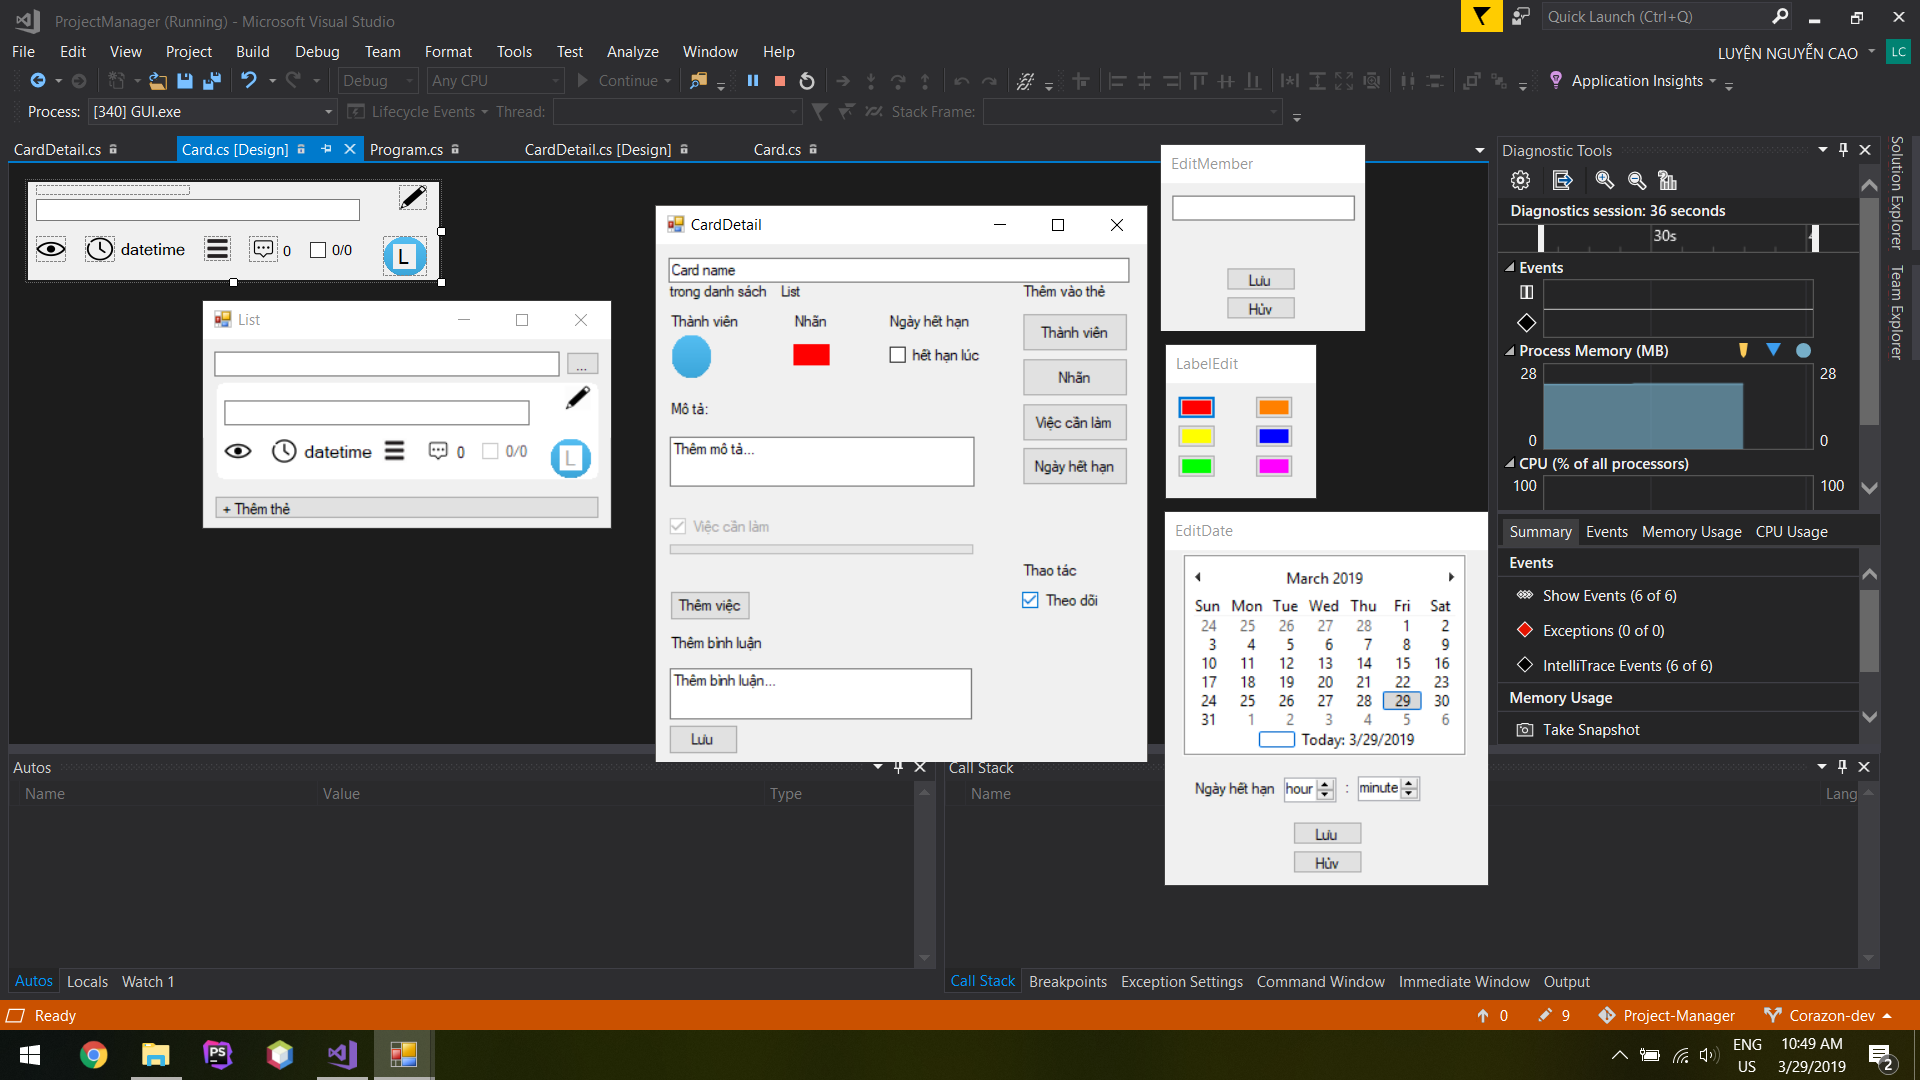 ProjectManager (Running) - Microsoft Visual Studio
Quick Launch (Ctrl+Q)
File Edit View Project Build Debug Team Format Tools Test Analyze Window Help
LUYỆN NGUYỄN CAO LC
Debug Any CPU Continue Application Insights
Process: [340] GUI.exe Lifecycle Events Thread: Stack Frame:
CardDetail.cs Card.cs [Design] Program.cs CardDetail.cs [Design] Card.cs
datetime 0 0/0 L
List
...
datetime 0 0/0 L
+ Thêm thẻ
CardDetail
Card name
trong danh sách List Thêm vào thẻ
Thành viên Nhãn Ngày hết hạn
hết hạn lúc
Thành viên
Nhãn
Việc cần làm
Ngày hết hạn
Mô tả:
Thêm mô tả...
Việc cần làm
Thao tác
Theo dõi
Thêm việc
Thêm bình luận
Thêm bình luận...
Lưu
EditMember
Lưu
Hủy
LabelEdit
EditDate
March 2019
Sun Mon Tue Wed Thu Fri Sat
24 25 26 27 28 1 2
3 4 5 6 7 8 9
10 11 12 13 14 15 16
17 18 19 20 21 22 23
24 25 26 27 28 29 30
31 1 2 3 4 5 6
Today: 3/29/2019
Ngày hết hạn hour : minute
Lưu
Hủy
Diagnostic Tools
Diagnostics session: 36 seconds
30s
Events
Process Memory (MB)
28 28
0 0
CPU (% of all processors)
100 100
Summary Events Memory Usage CPU Usage
Events
Show Events (6 of 6)
Exceptions (0 of 0)
IntelliTrace Events (6 of 6)
Memory Usage
Take Snapshot
Solution Explorer
Team Explorer
Autos
Name Value Type
Autos Locals Watch 1
Call Stack
Name Lang
Call Stack Breakpoints Exception Settings Command Window Immediate Window Output
Ready
0 9 Project-Manager Corazon-dev
PS
ENG
US
10:49 AM
3/29/2019
2